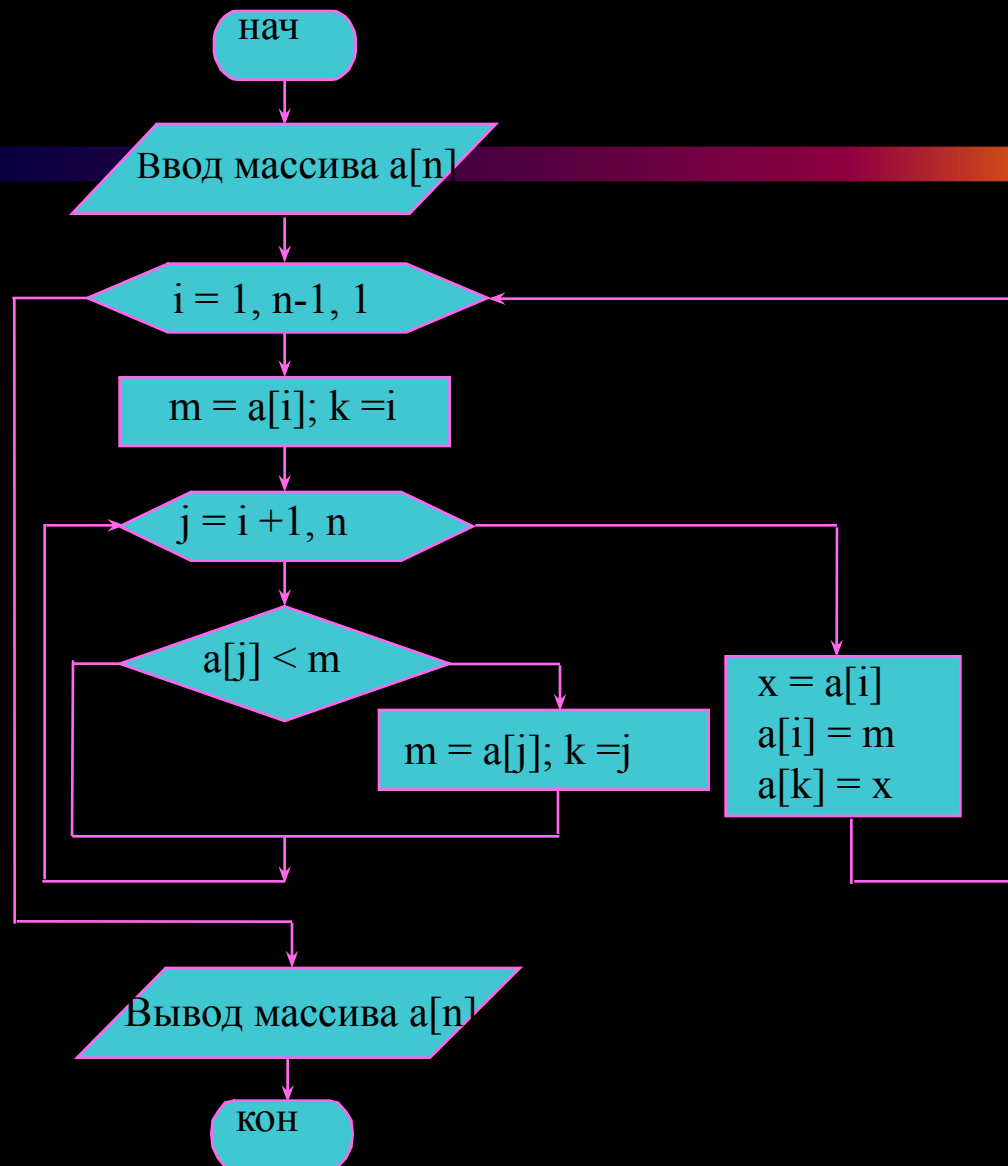 нач
Ввод массива a[n]
i = 1, n-1, 1
m = a[i]; k =i
j = i +1, n
a[j] < m
m = a[j]; k =j
x = a[i]
a[i] = m
a[k] = x
Вывод массива a[n]
кон